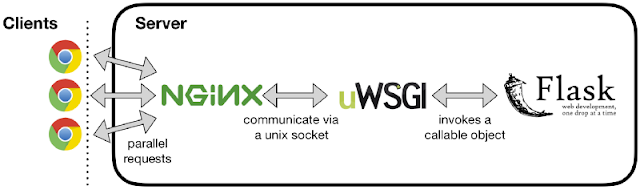 Clients
Server
NGINX
uWSGI
Flask
web development,
one drop at a time
communicate via
a unix socket
invokes a
callable object
parallel
requests